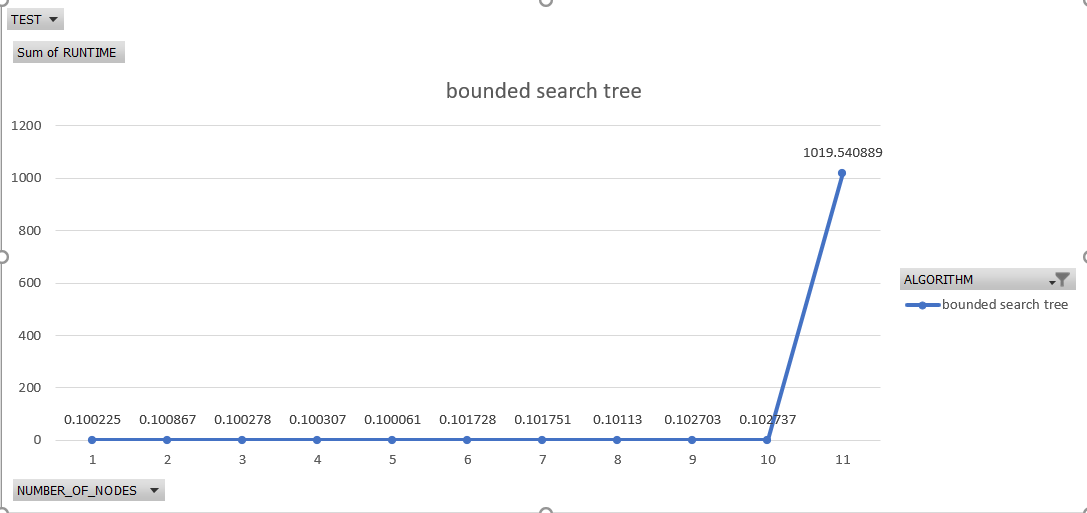 TEST
Sum of RUNTIME
bounded search tree
1200
1000
800
600
400
200
0
1019.540889
0.100225 0.100867 0.100278 0.100307 0.100061 0.101728 0.101751 0.10113 0.102703 0.102737
1 2 3 4 5 6 7 8 9 10 11
ALGORITHM
bounded search tree
NUMBER_OF_NODES